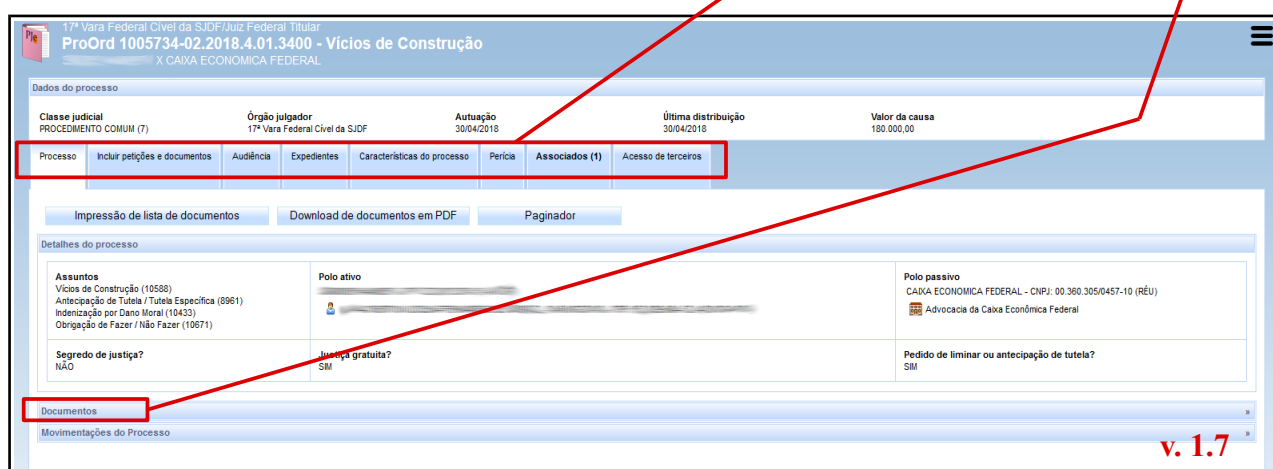 PJe
17ª Vara Federal Cível da SJDF/Juiz Federal Titular
ProOrd 1005734-02.2018.4.01.3400 - Vícios de Construção
X CAIXA ECONOMICA FEDERAL
Dados do processo
Classe judicial Órgão julgador Autuação Última distribuição Valor da causa
PROCEDIMENTO COMUM (7) 17ª Vara Federal Cível da SJDF 30/04/2018 30/04/2018 180.000,00
Processo Incluir petições e documentos Audiência Expedientes Características do processo Perícia Associados (1) Acesso de terceiros
Impressão de lista de documentos Download de documentos em PDF Paginador
Detalhes do processo
Assuntos
Vícios de Construção (10588)
Antecipação de Tutela / Tutela Específica (8961)
Indenização por Dano Moral (10433)
Obrigação de Fazer / Não Fazer (10671)
Polo ativo
Polo passivo
CAIXA ECONOMICA FEDERAL - CNPJ: 00.360.305/0457-10 (RÉU)
Advocacia da Caixa Econômica Federal
Segredo de justiça?
NÃO
Justiça gratuita?
SIM
Pedido de liminar ou antecipação de tutela?
SIM
Documentos »
Movimentações do Processo »
v. 1.7